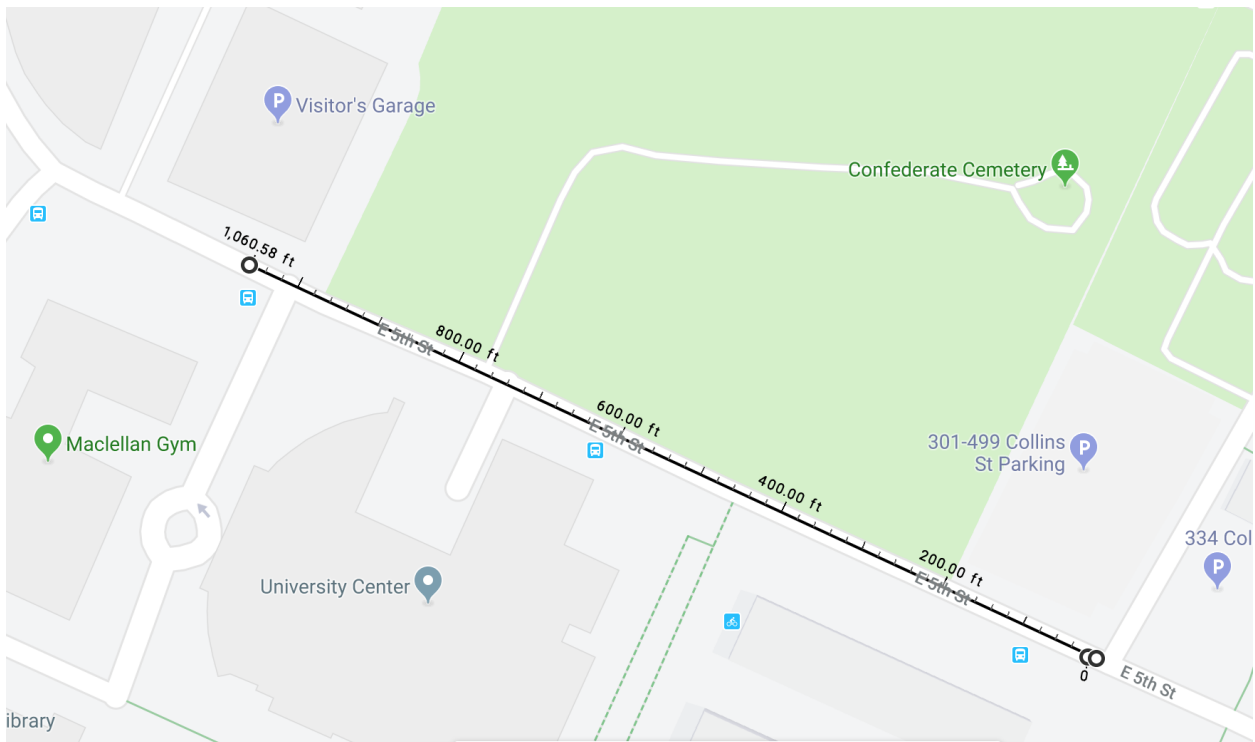 P
Visitor's Garage
Confederate Cemetery
1,060.58 ft
E 5th St
800.00 ft
600.00 ft
E 5th St
Maclellan Gym
301-499 Collins
St Parking
P
400.00 ft
334 Col
P
200.00 ft
E 5th St
University Center
0
E 5th St
ibrary